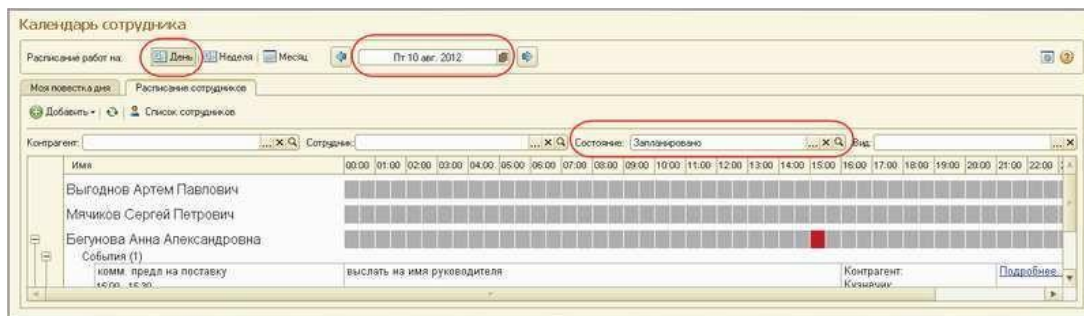 Календарь сотрудника
Расписание работ на: День Неделя Месяц Пт 10 авг. 2012
Моя повестка дня Расписание сотрудников
Добавить Список сотрудников
Контрагент: ... Сотрудник: ... Состояние: Запланировано ... Вид: ...
Имя 00:00 01:00 02:00 03:00 04:00 05:00 06:00 07:00 08:00 09:00 10:00 11:00 12:00 13:00 14:00 15:00 16:00 17:00 18:00 19:00 20:00 21:00 22:00
Выгоднов Артем Павлович
Мячиков Сергей Петрович
Бегунова Анна Александровна
События (1)
комм. предл на поставку выслать на имя руководителя Контрагент: Подробнее...
15:00 15:30